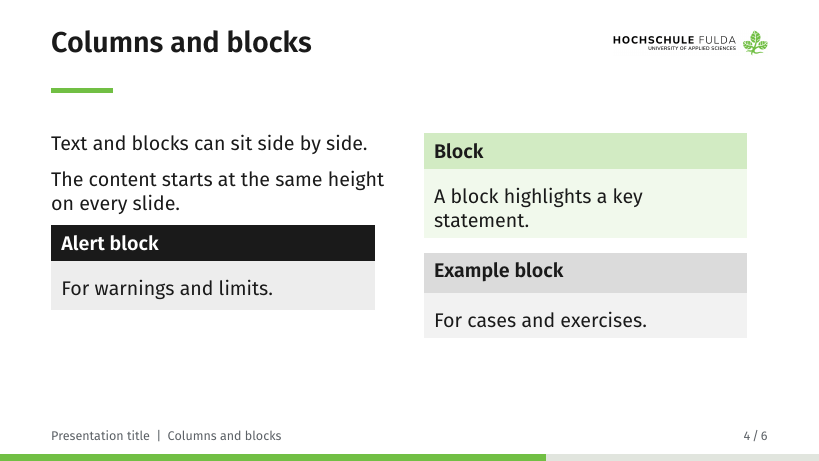 Columns and blocks
HOCHSCHULE FULDA
UNIVERSITY OF APPLIED SCIENCES
Text and blocks can sit side by side.
The content starts at the same height
on every slide.
Alert block
For warnings and limits.
Block
A block highlights a key
statement.
Example block
For cases and exercises.
Presentation title | Columns and blocks
4 / 6